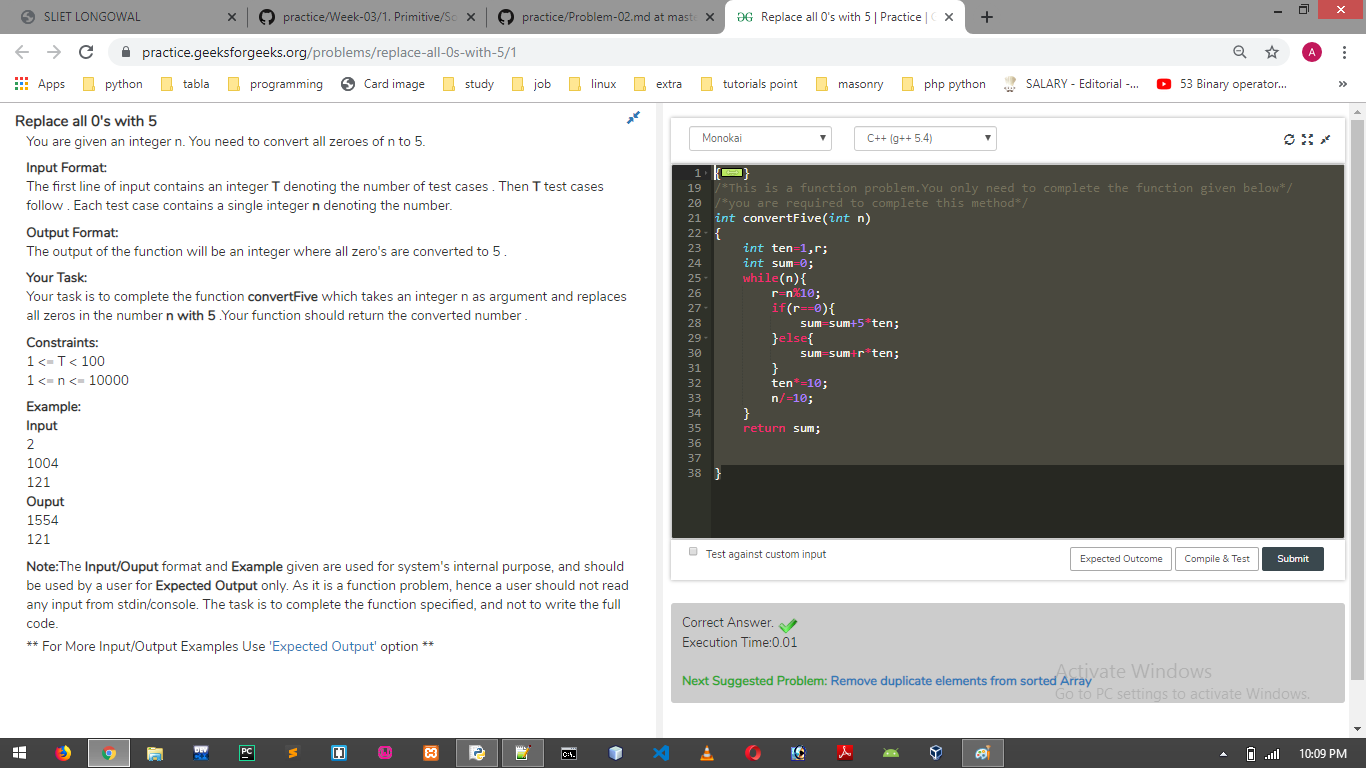 SLIET LONGOWAL
practice/Week-03/1. Primitive/So
practice/Problem-02.md at mast
Replace all 0's with 5 | Practice |
practice.geeksforgeeks.org/problems/replace-all-0s-with-5/1
A
Apps python tabla programming Card image study job linux extra tutorials point masonry php python SALARY - Editorial -... 53 Binary operator... »
Replace all 0's with 5
You are given an integer n. You need to convert all zeroes of n to 5.
Input Format:
The first line of input contains an integer T denoting the number of test cases . Then T test cases
follow . Each test case contains a single integer n denoting the number.
Output Format:
The output of the function will be an integer where all zero's are converted to 5 .
Your Task:
Your task is to complete the function convertFive which takes an integer n as argument and replaces
all zeros in the number n with 5 .Your function should return the converted number .
Constraints:
1 <= T < 100
1 <= n <= 10000
Example:
Input
2
1004
121
Ouput
1554
121
Note:The Input/Ouput format and Example given are used for system's internal purpose, and should
be used by a user for Expected Output only. As it is a function problem, hence a user should not read
any input from stdin/console. The task is to complete the function specified, and not to write the full
code.
** For More Input/Output Examples Use 'Expected Output' option **
Monokai
C++ (g++ 5.4)
1 { }
19 /*This is a function problem.You only need to complete the function given below*/
20 /*you are required to complete this method*/
21 int convertFive(int n)
22 {
23 int ten=1,r;
24 int sum=0;
25 while(n){
26 r=n%10;
27 if(r==0){
28 sum=sum+5*ten;
29 }else{
30 sum=sum+r*ten;
31 }
32 ten*=10;
33 n/=10;
34 }
35 return sum;
36
37
38 }
Test against custom input
Expected Outcome
Compile & Test
Submit
Correct Answer.
Execution Time:0.01
Next Suggested Problem: Remove duplicate elements from sorted Array
Activate Windows
Go to PC settings to activate Windows.
PC
10:09 PM